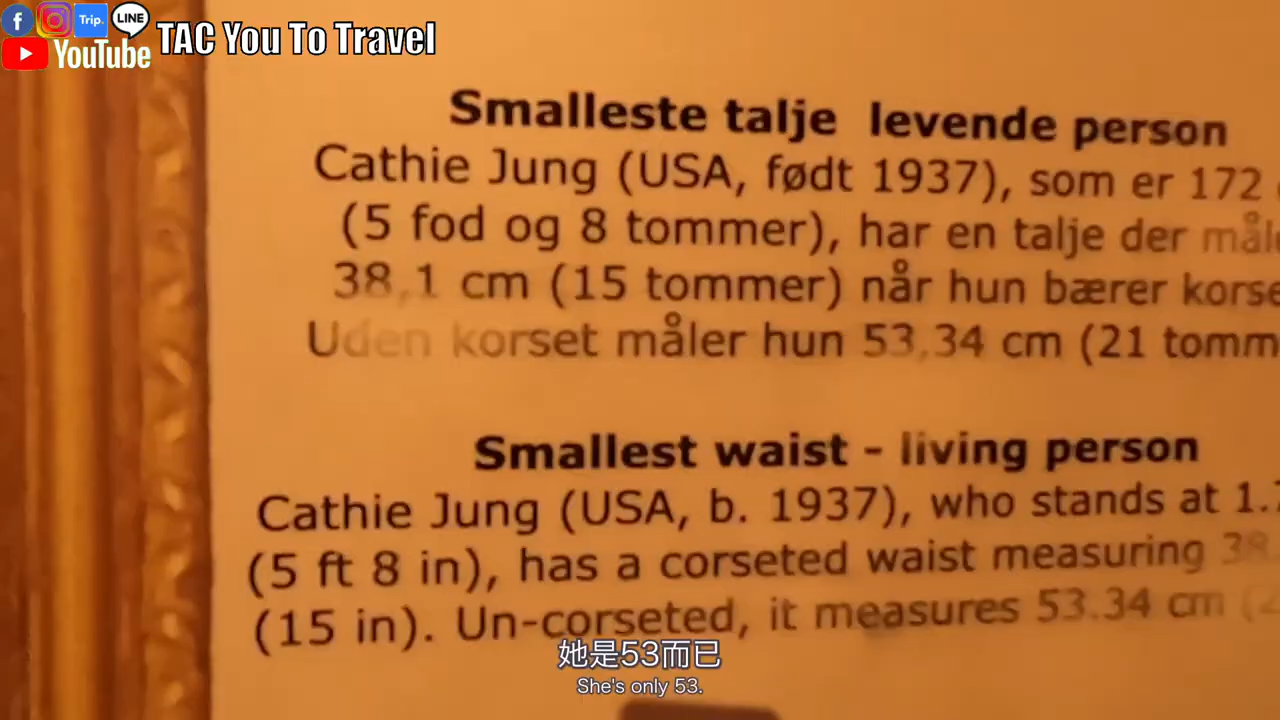 f
Trip.
LINE
YouTube
TAC You To Travel
Smalleste talje levende person
Cathie Jung (USA, født 1937), som er 172
(5 fod og 8 tommer), har en talje der
38,1 cm (15 tommer) når hun bærer
Uden korset måler hun 53,34 cm (21
Smallest waist - living person
Cathie Jung (USA, b. 1937), who stands at
(5 ft 8 in), has a corseted waist measuring
(15 in). Un-corseted, it measures 53.34 cm
她是53而已
She's only 53.